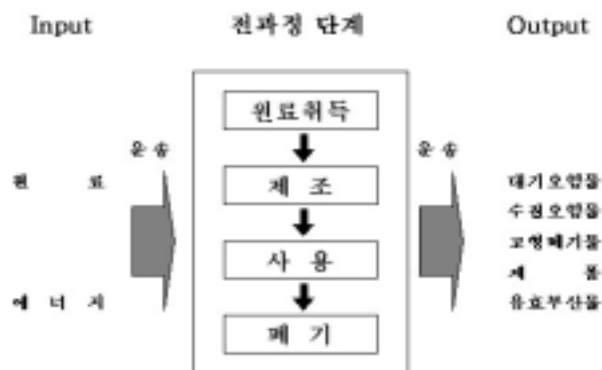 Input
전과정 단계
Output
원료취득
운 송
운 송
원 료
제 조
대기오염물
수질오염물
사 용
고형폐기물
제 품
에 너 지
유효부산물
폐 기